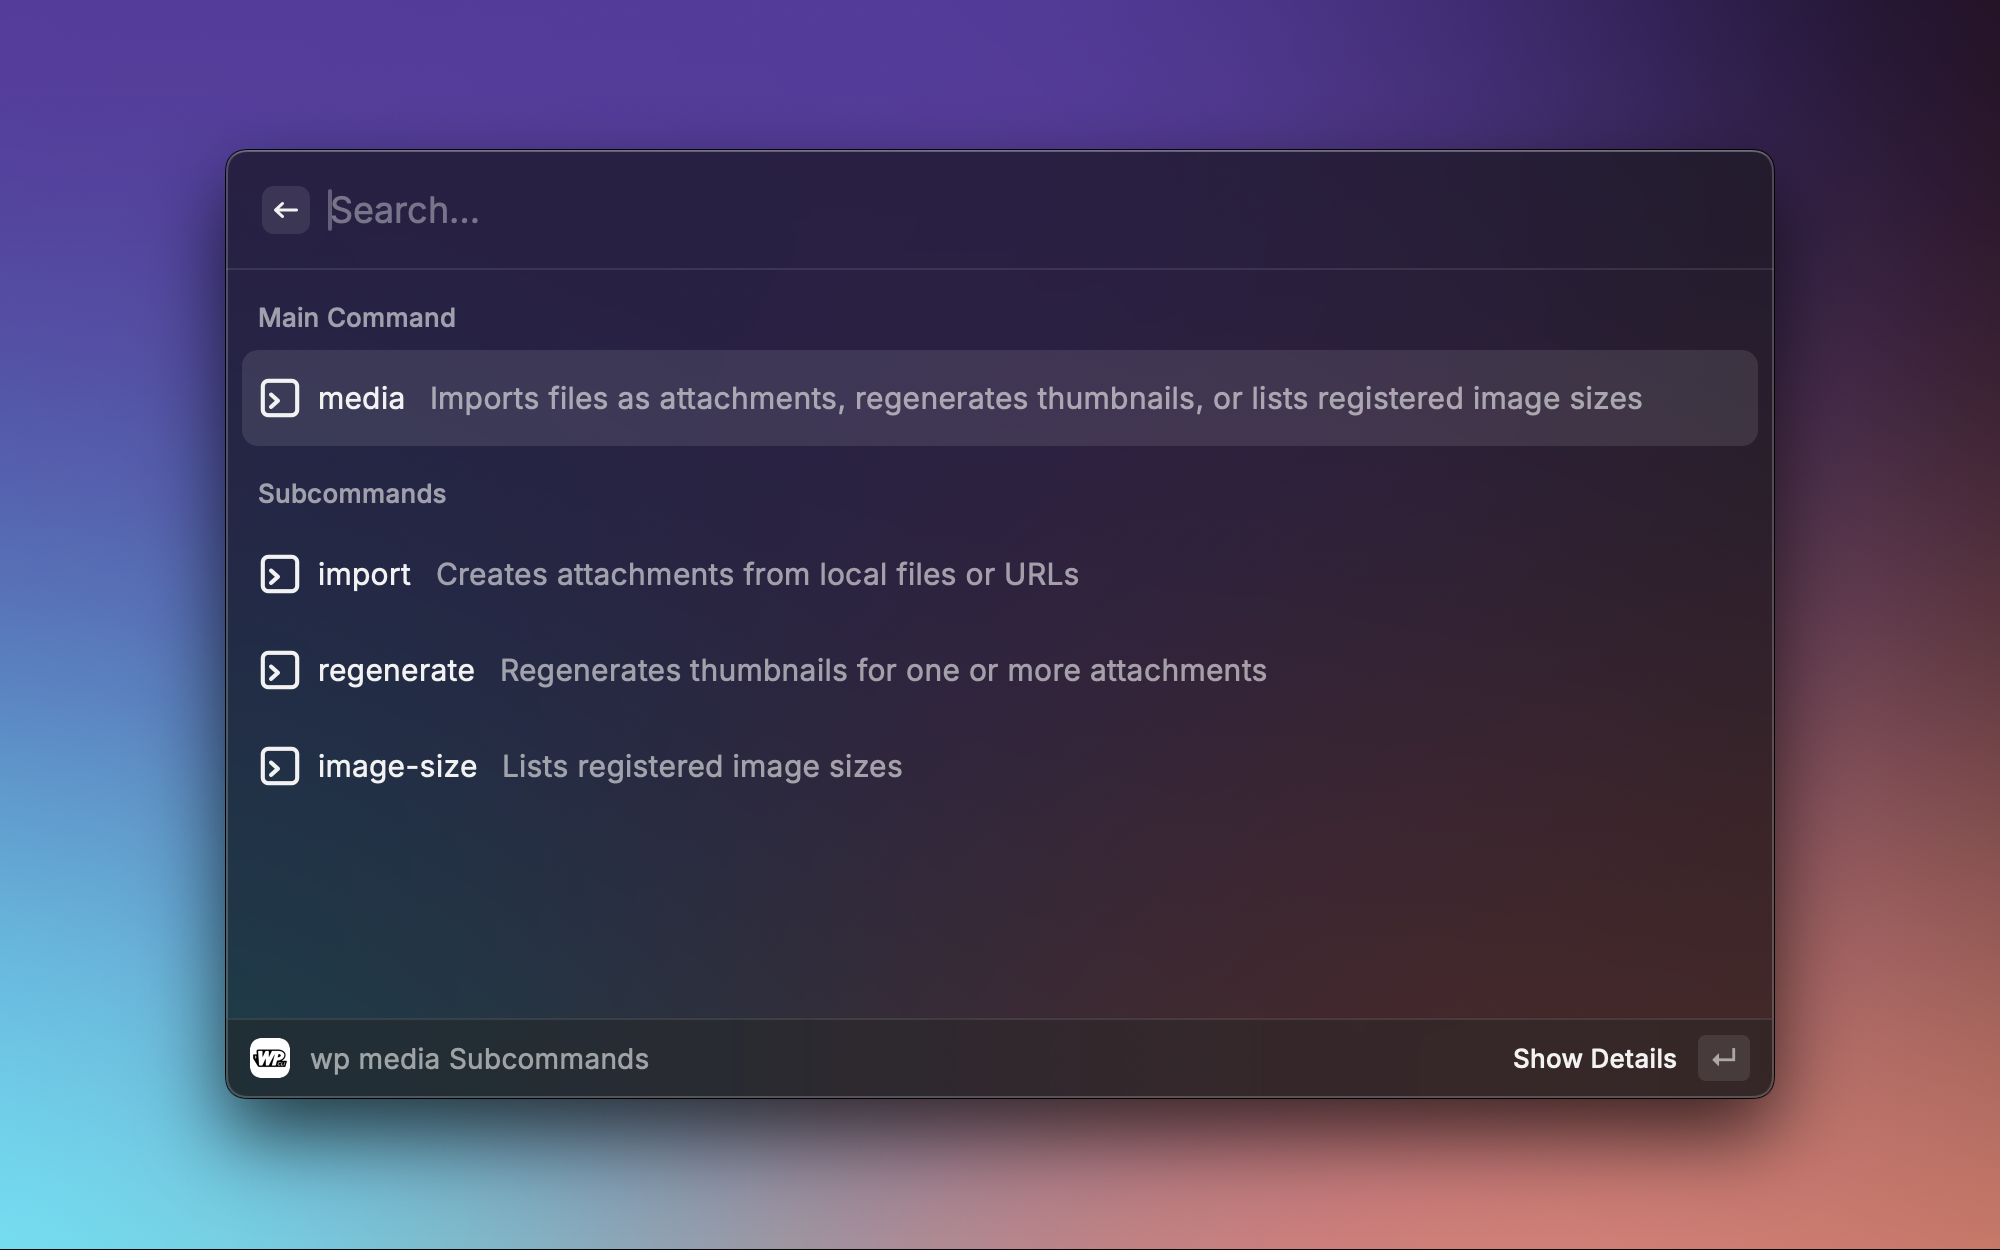 Search...
Main Command
media Imports files as attachments, regenerates thumbnails, or lists registered image sizes
Subcommands
import Creates attachments from local files or URLs
regenerate Regenerates thumbnails for one or more attachments
image-size Lists registered image sizes
WP
wp media Subcommands
Show Details